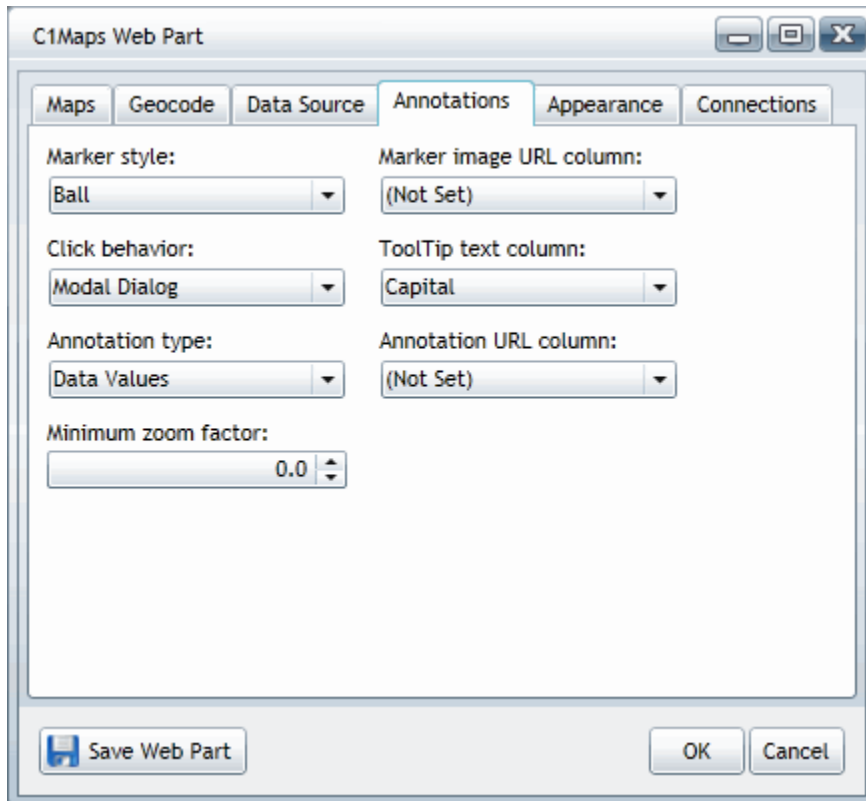 C1Maps Web Part
Maps Geocode Data Source Annotations Appearance Connections
Marker style: Marker image URL column:
Ball (Not Set)
Click behavior: ToolTip text column:
Modal Dialog Capital
Annotation type: Annotation URL column:
Data Values (Not Set)
Minimum zoom factor:
0.0
Save Web Part OK Cancel